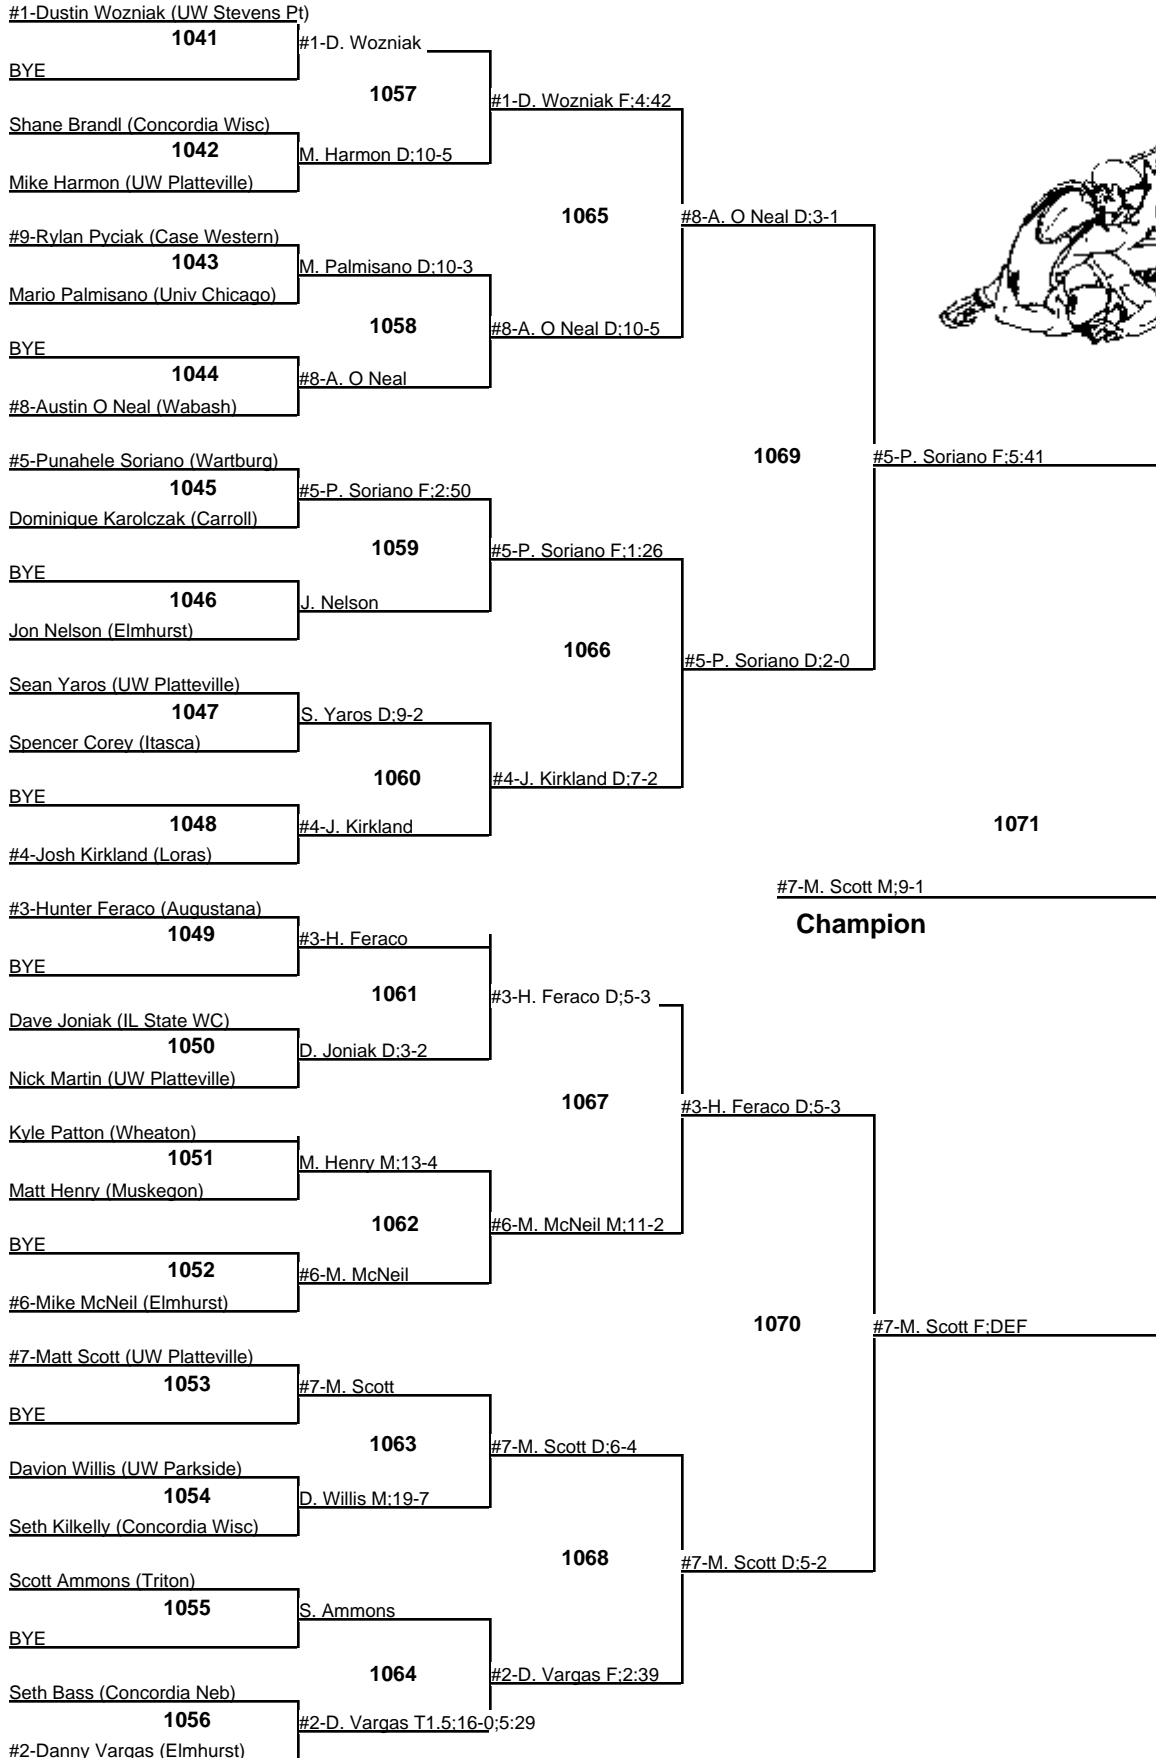 #1-Dustin Wozniak (UW Stevens Pt)
1041
#1-D. Wozniak
BYE
1057
#1-D. Wozniak F;4:42
Shane Brandl (Concordia Wisc)
1042
M. Harmon D;10-5
Mike Harmon (UW Platteville)
1065
#8-A. O Neal D;3-1
#9-Rylan Pyciak (Case Western)
1043
M. Palmisano D;10-3
Mario Palmisano (Univ Chicago)
1058
#8-A. O Neal D;10-5
BYE
1044
#8-A. O Neal
#8-Austin O Neal (Wabash)
1069
#5-P. Soriano F;5:41
#5-Punahele Soriano (Wartburg)
1045
#5-P. Soriano F;2:50
Dominique Karolczak (Carroll)
1059
#5-P. Soriano F;1:26
BYE
1046
J. Nelson
Jon Nelson (Elmhurst)
1066
#5-P. Soriano D;2-0
Sean Yaros (UW Platteville)
1047
S. Yaros D;9-2
Spencer Corey (Itasca)
1060
#4-J. Kirkland D;7-2
BYE
1048
#4-J. Kirkland
#4-Josh Kirkland (Loras)
1071
#7-M. Scott M;9-1
Champion
#3-Hunter Feraco (Augustana)
1049
#3-H. Feraco
BYE
1061
#3-H. Feraco D;5-3
Dave Joniak (IL State WC)
1050
D. Joniak D;3-2
Nick Martin (UW Platteville)
1067
#3-H. Feraco D;5-3
Kyle Patton (Wheaton)
1051
M. Henry M;13-4
Matt Henry (Muskegon)
1062
#6-M. McNeil M;11-2
BYE
1052
#6-M. McNeil
#6-Mike McNeil (Elmhurst)
1070
#7-M. Scott F;DEF
#7-Matt Scott (UW Platteville)
1053
#7-M. Scott
BYE
1063
#7-M. Scott D;6-4
Davion Willis (UW Parkside)
1054
D. Willis M;19-7
Seth Kilkelly (Concordia Wisc)
1068
#7-M. Scott D;5-2
Scott Ammons (Triton)
1055
S. Ammons
BYE
1064
#2-D. Vargas F;2:39
Seth Bass (Concordia Neb)
1056
#2-D. Vargas T1.5;16-0;5:29
#2-Danny Vargas (Elmhurst)